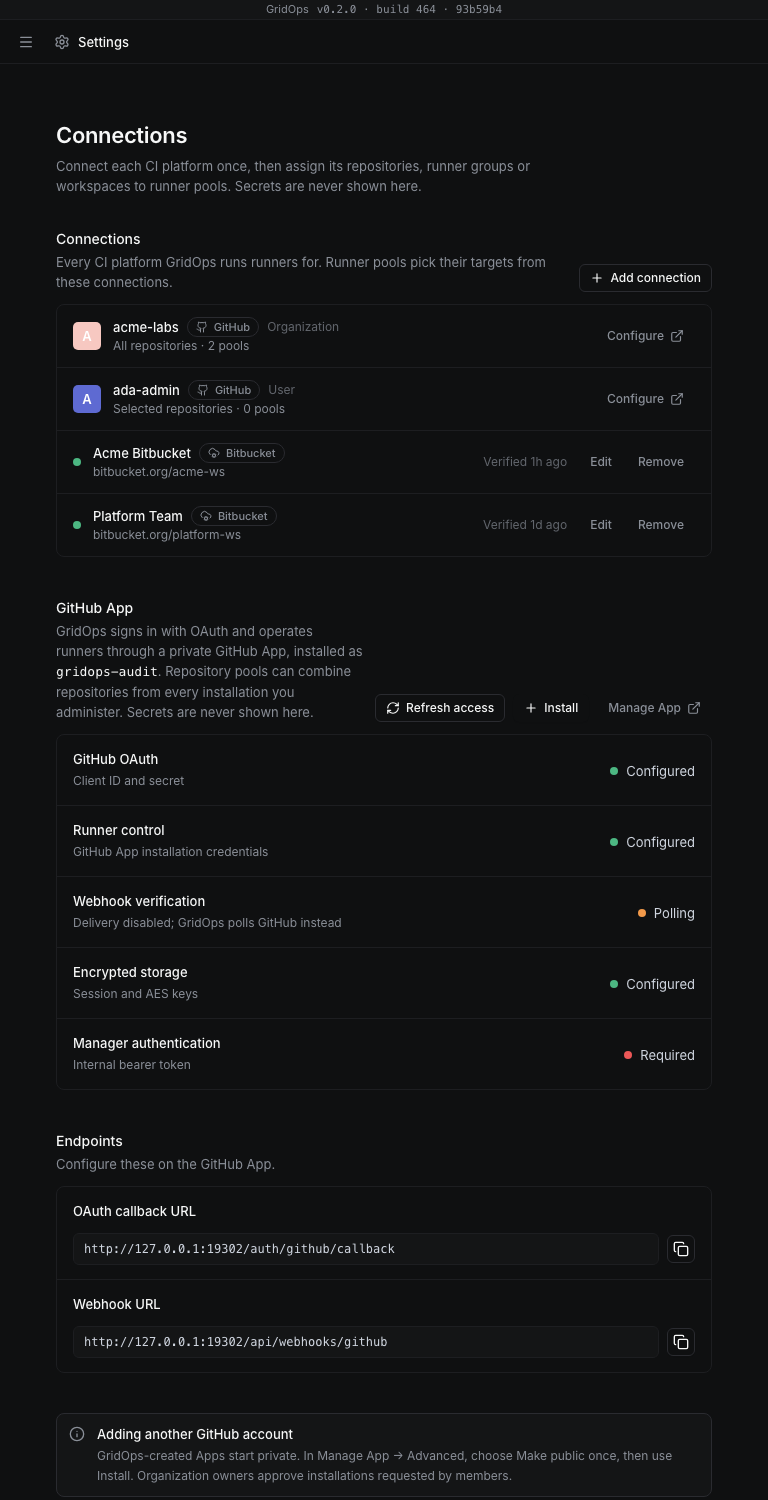 GridOps v0.2.0 · build 464 · 93b59b4
Settings
Connections
Connect each CI platform once, then assign its repositories, runner groups or
workspaces to runner pools. Secrets are never shown here.
Connections
Every CI platform GridOps runs runners for. Runner pools pick their targets from
these connections.
Add connection
A
acme-labs GitHub Organization
All repositories · 2 pools
Configure
A
ada-admin GitHub User
Selected repositories · 0 pools
Configure
Acme Bitbucket Bitbucket
bitbucket.org/acme-ws
Verified 1h ago Edit Remove
Platform Team Bitbucket
bitbucket.org/platform-ws
Verified 1d ago Edit Remove
GitHub App
GridOps signs in with OAuth and operates
runners through a private GitHub App, installed as
gridops-audit. Repository pools can combine
repositories from every installation you
administer. Secrets are never shown here.
Refresh access Install Manage App
GitHub OAuth
Client ID and secret
Configured
Runner control
GitHub App installation credentials
Configured
Webhook verification
Delivery disabled; GridOps polls GitHub instead
Polling
Encrypted storage
Session and AES keys
Configured
Manager authentication
Internal bearer token
Required
Endpoints
Configure these on the GitHub App.
OAuth callback URL
http://127.0.0.1:19302/auth/github/callback
Webhook URL
http://127.0.0.1:19302/api/webhooks/github
Adding another GitHub account
GridOps-created Apps start private. In Manage App → Advanced, choose Make public once, then use
Install. Organization owners approve installations requested by members.